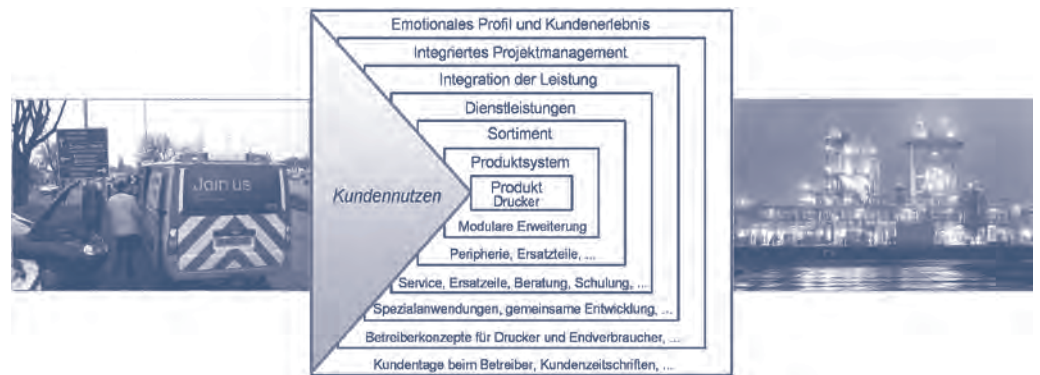 Emotionales Profil und Kundenerlebnis
Integriertes Projektmanagement
Integration der Leistung
Dienstleistungen
Sortiment
Produktsystem
Produkt
Drucker
Kundennutzen
Modulare Erweiterung
Peripherie, Ersatzteile, ...
Service, Ersatzeile, Beratung, Schulung, ...
Spezialanwendungen, gemeinsame Entwicklung, ...
Betreiberkonzepte für Drucker und Endverbraucher, ...
Kundentage beim Betreiber, Kundenzeitschriften, ...
Join us